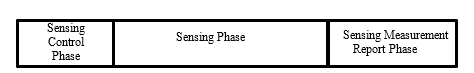 Sensing
Control
Phase
Sensing Phase
Sensing Measurement
Report Phase